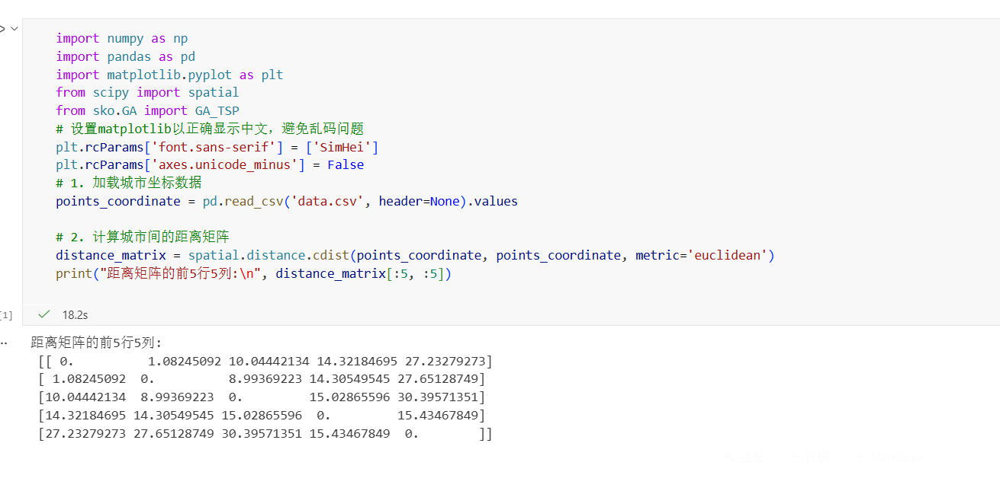 import numpy as np
import pandas as pd
import matplotlib.pyplot as plt
from scipy import spatial
from sko.GA import GA_TSP
# 设置matplotlib以正确显示中文，避免乱码问题
plt.rcParams['font.sans-serif'] = ['SimHei']
plt.rcParams['axes.unicode_minus'] = False
# 1. 加载城市坐标数据
points_coordinate = pd.read_csv('data.csv', header=None).values
# 2. 计算城市间的距离矩阵
distance_matrix = spatial.distance.cdist(points_coordinate, points_coordinate, metric='euclidean')
print("距离矩阵的前5行5列:\n", distance_matrix[:5, :5])
[1] ✓ 18.2s
距离矩阵的前5行5列:
[[ 0.          1.08245092 10.04442134 14.32184695 27.23279273]
[ 1.08245092  0.          8.99369223 14.30549545 27.65128749]
[10.04442134  8.99369223  0.         15.02865596 30.39571351]
[14.32184695 14.30549545 15.02865596  0.         15.43467849]
[27.23279273 27.65128749 30.39571351 15.43467849  0.        ]]